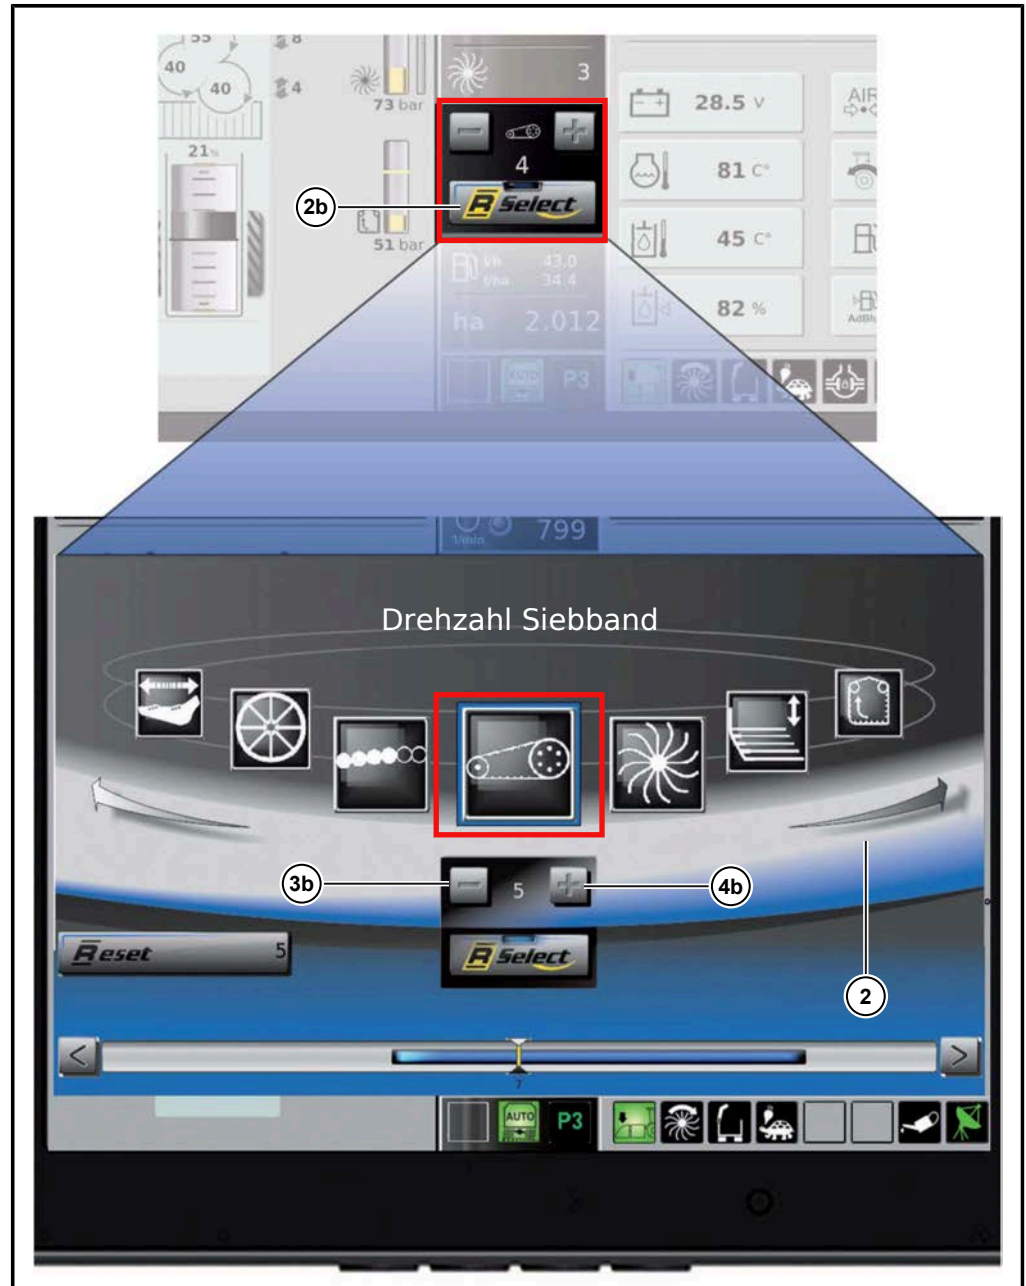 55
8
40
40
4
73 bar
3
28.5 V
AIR
21%
4
81 C°
2b
R Select
51 bar
45 C°
l/h 43.0
l/ha 34.4
82 %
AdBlu
ha 2.012
AUTO
P3
799
1/min
Drehzahl Siebband
3b
5
4b
Reset 5
R Select
2
<
>
7
AUTO
P3